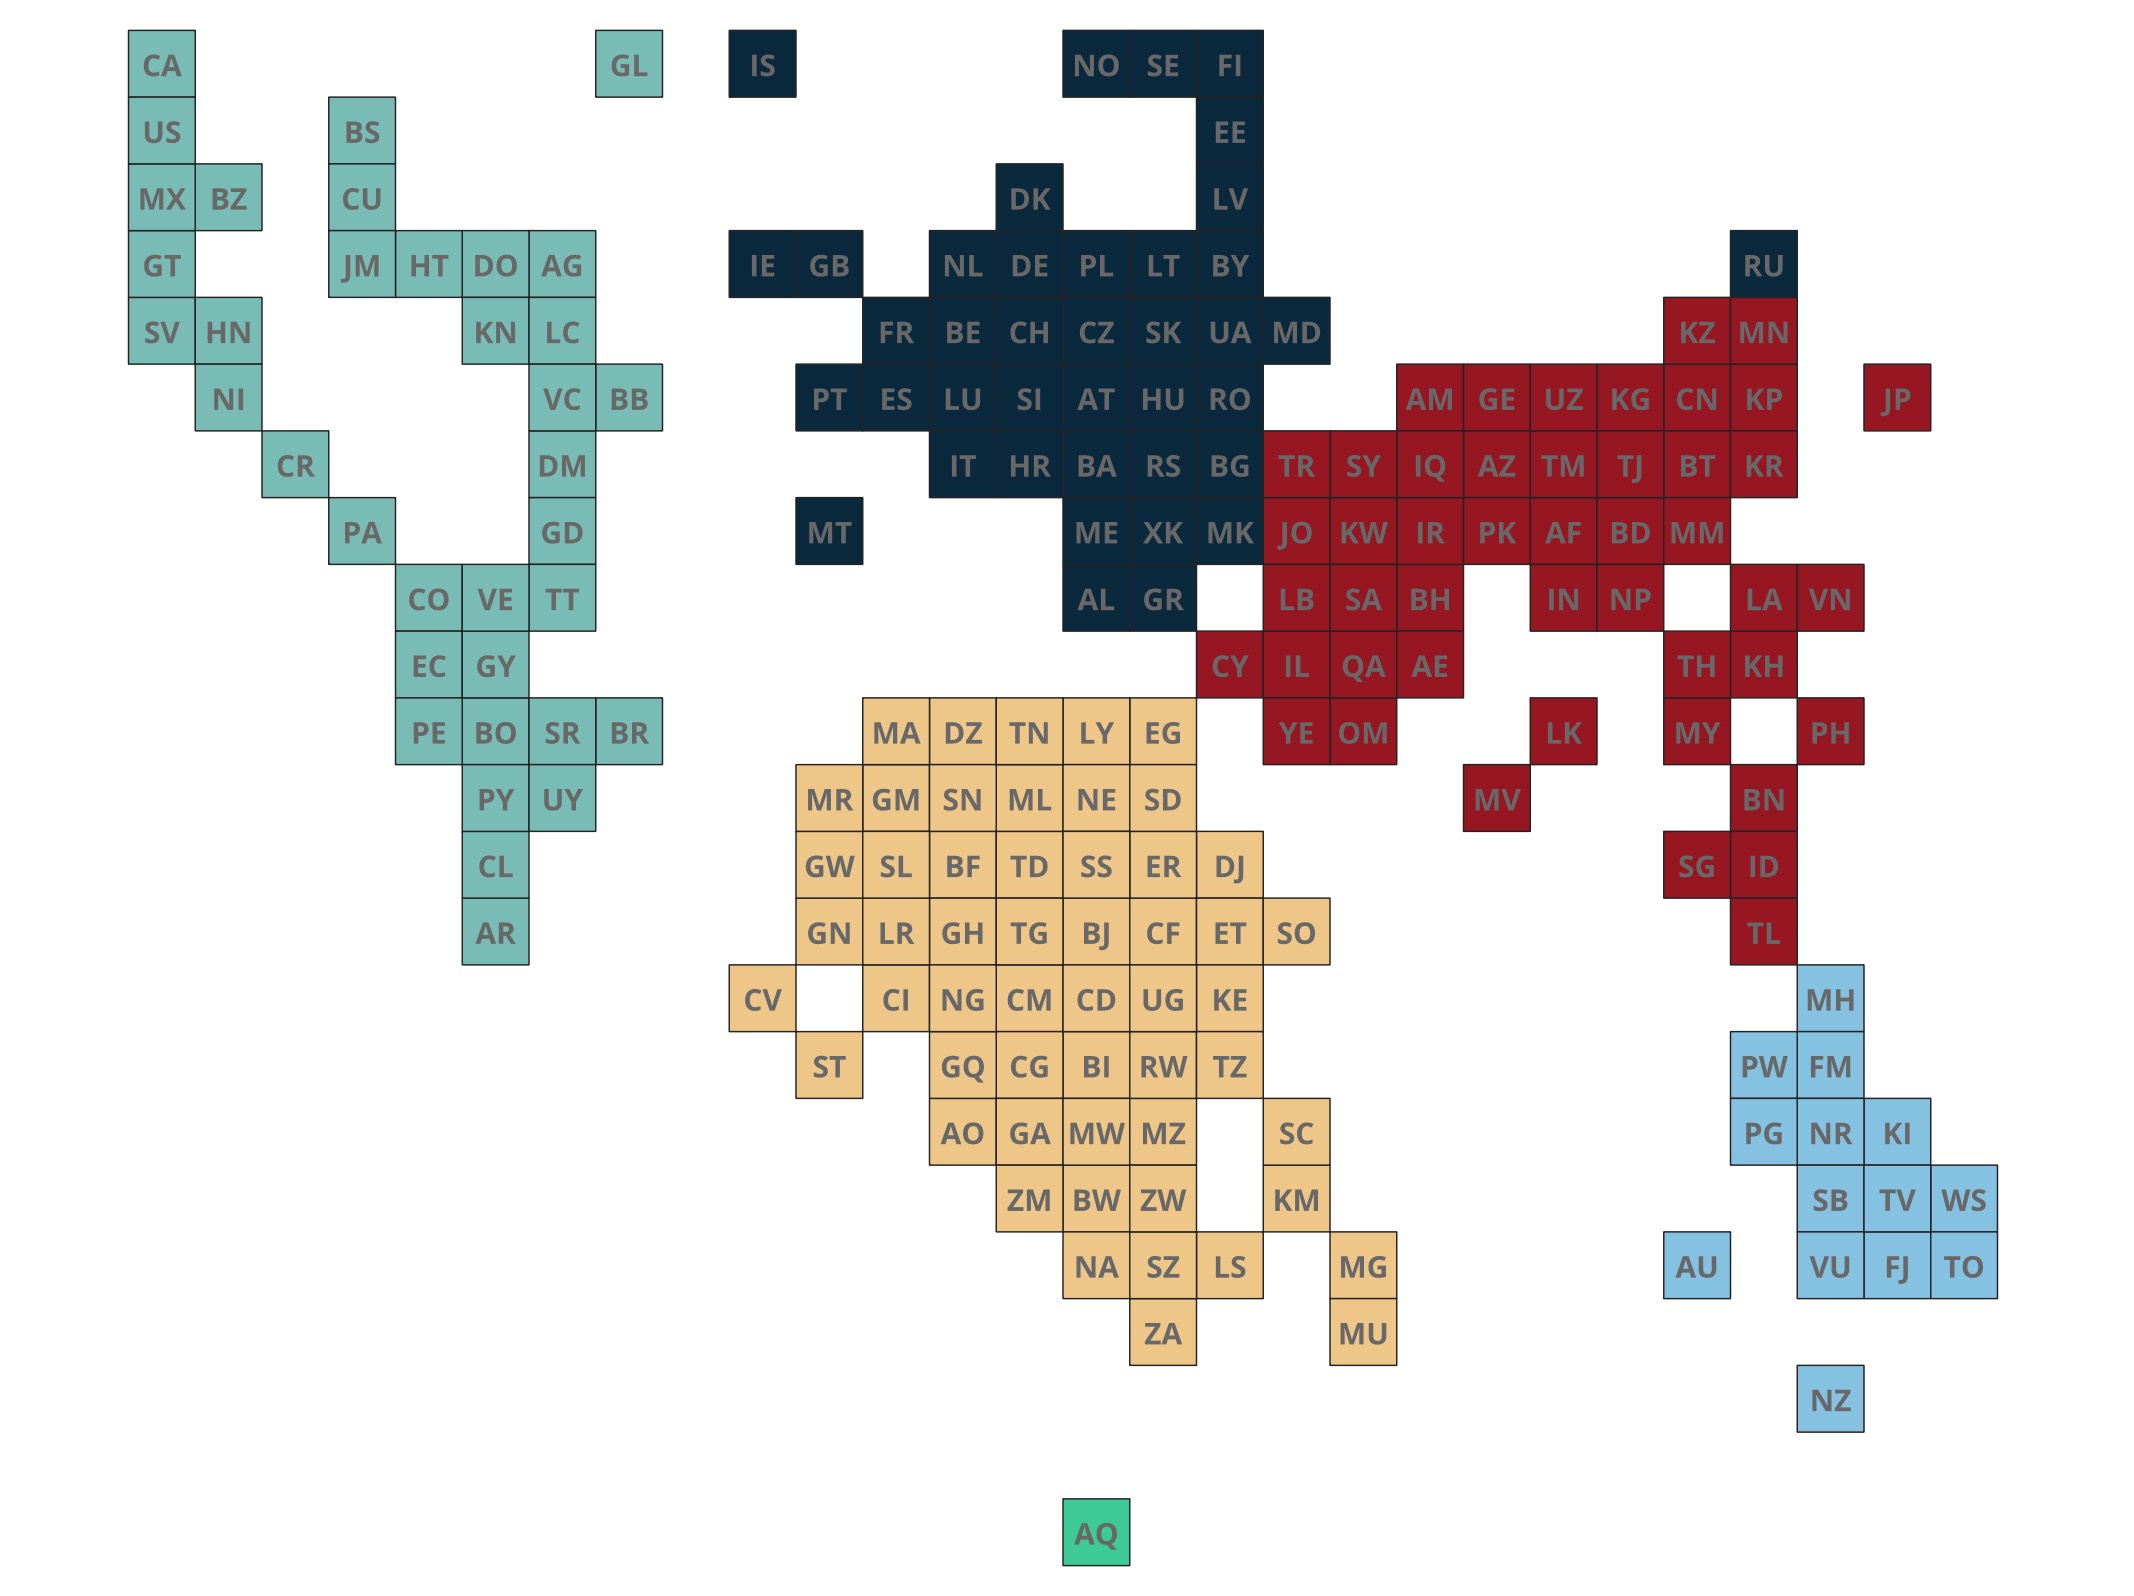 CA GL IS NO SE FI
US BS EE
MX BZ CU DK LV
GT JM HT DO AG IE GB NL DE PL LT BY RU
SV HN KN LC FR BE CH CZ SK UA MD KZ MN
NI VC BB PT ES LU SI AT HU RO AM GE UZ KG CN KP JP
CR DM IT HR BA RS BG TR SY IQ AZ TM TJ BT KR
PA GD MT ME XK MK JO KW IR PK AF BD MM
CO VE TT AL GR LB SA BH IN NP LA VN
EC GY CY IL QA AE TH KH
PE BO SR BR MA DZ TN LY EG YE OM LK MY PH
PY UY MR GM SN ML NE SD MV BN
CL GW SL BF TD SS ER DJ SG ID
AR GN LR GH TG BJ CF ET SO TL
CV CI NG CM CD UG KE MH
ST GQ CG BI RW TZ PW FM
AO GA MW MZ SC PG NR KI
ZM BW ZW KM SB TV WS
NA SZ LS MG AU VU FJ TO
ZA MU
NZ
AQ